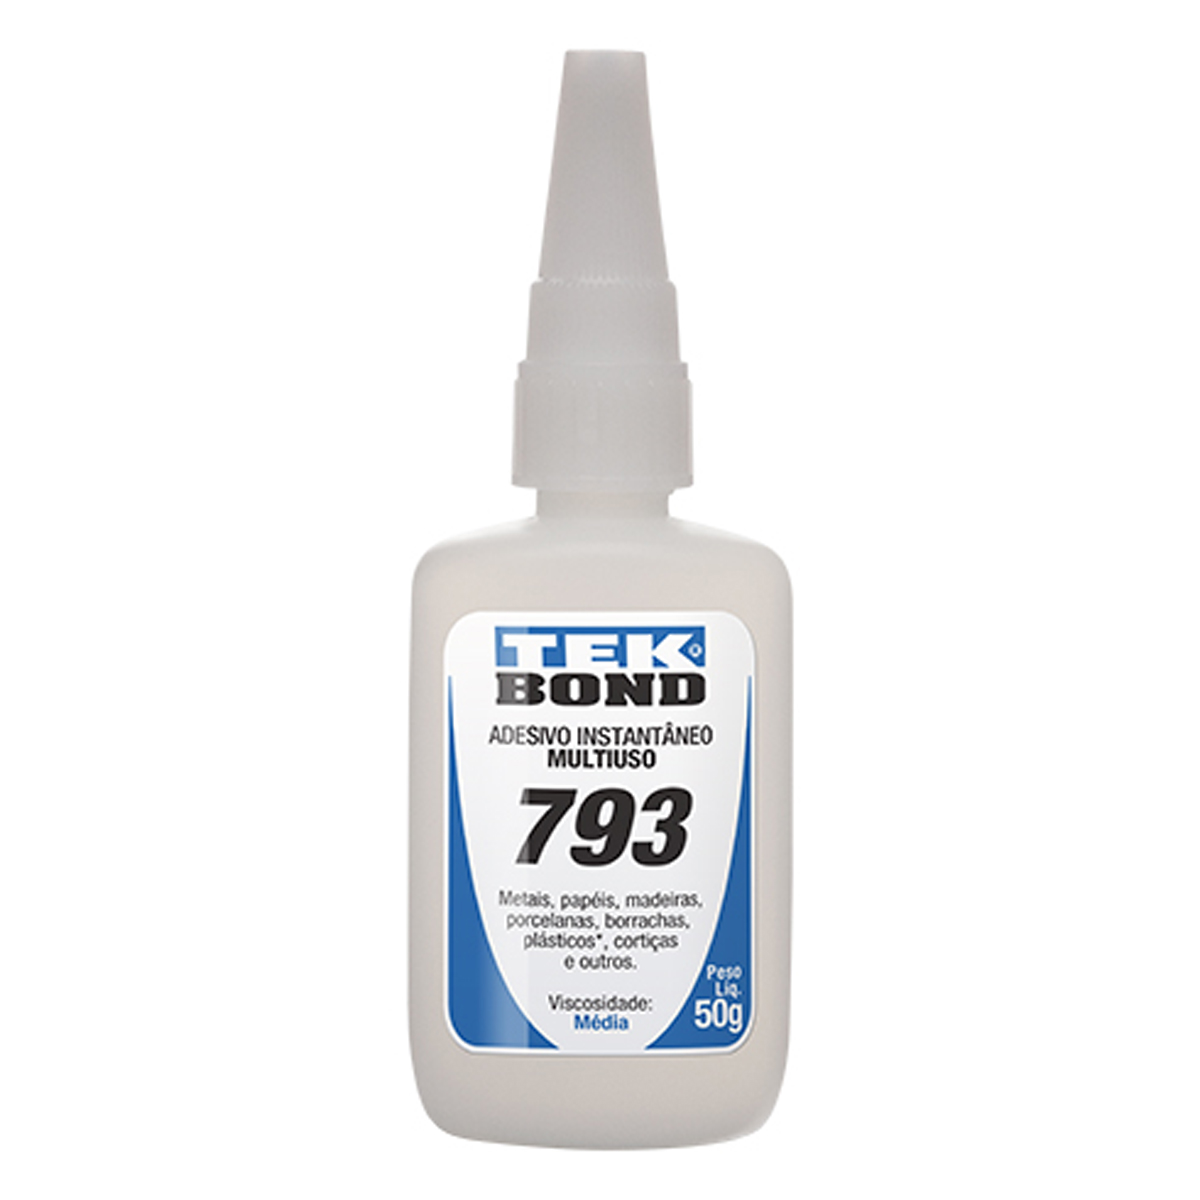 TEK®
BOND
ADESIVO INSTANTÂNEO
MULTIUSO
793
Metais, papéis, madeiras,
porcelanas, borrachas,
plásticos*, cortiças
e outros.
Viscosidade:
Média
Peso
Líq.
50g